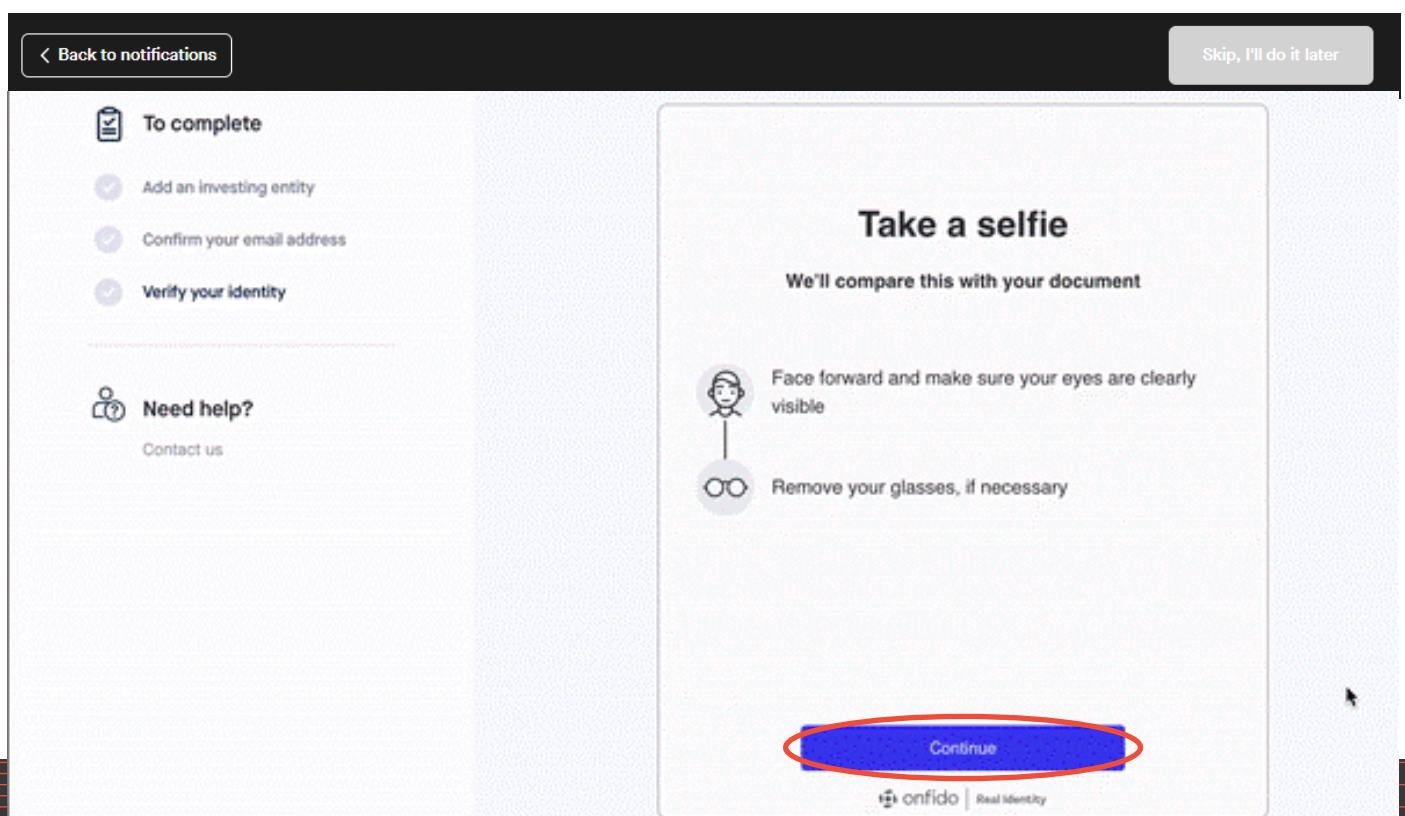 Back to notifications
Skip, I'll do it later
To complete
Add an investing entity
Confirm your email address
Verify your identity
Need help?
Contact us
Take a selfie
We'll compare this with your document
Face forward and make sure your eyes are clearly
visible
Remove your glasses, if necessary
Continue
onfido | Real Identity